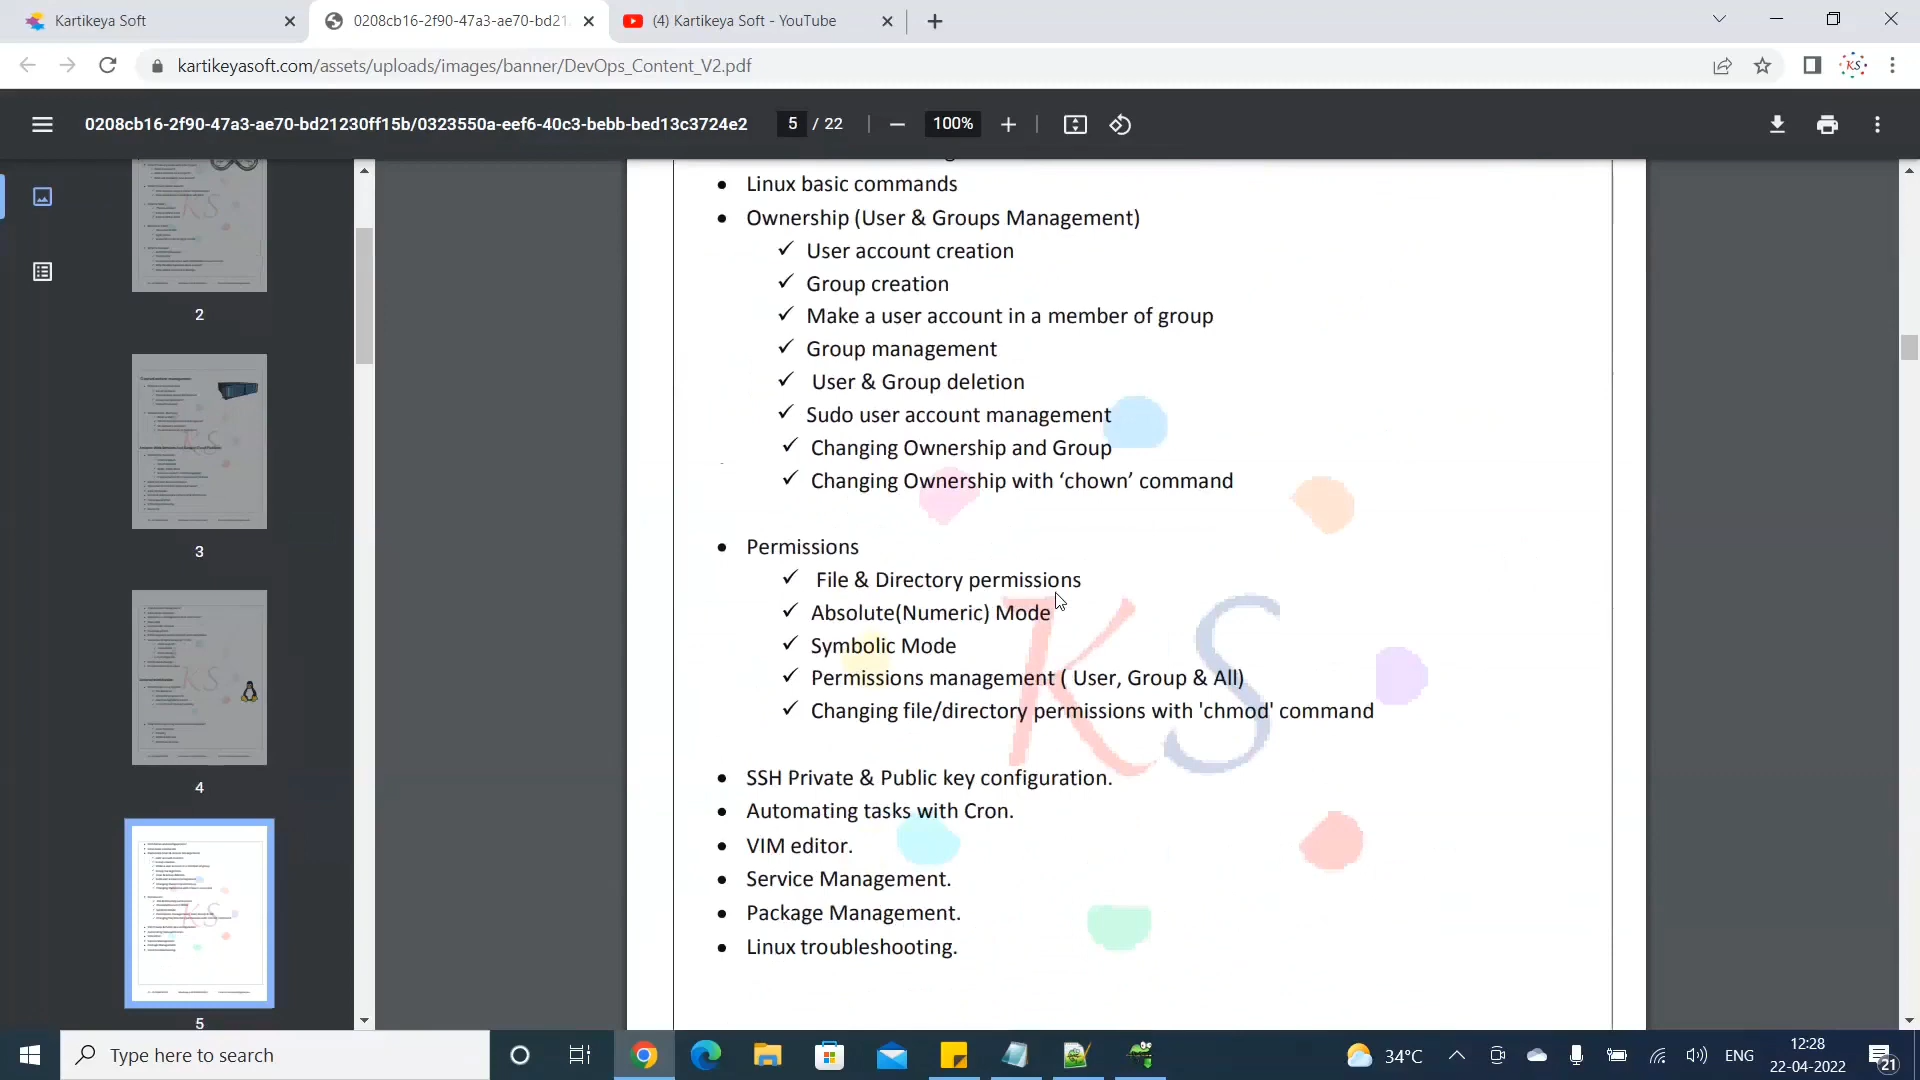 Kartikeya Soft
0208cb16-2f90-47a3-ae70-bd21
(4) Kartikeya Soft - YouTube
kartikeyasoft.com/assets/uploads/images/banner/DevOps_Content_V2.pdf
KS
0208cb16-2f90-47a3-ae70-bd21230ff15b/0323550a-eef6-40c3-bebb-bed13c3724e2
5 / 22
100%
2
3
4
5
• Linux basic commands
• Ownership (User & Groups Management)
✓ User account creation
✓ Group creation
✓ Make a user account in a member of group
✓ Group management
✓ User & Group deletion
✓ Sudo user account management
✓ Changing Ownership and Group
✓ Changing Ownership with ‘chown’ command
• Permissions
✓ File & Directory permissions
✓ Absolute(Numeric) Mode
✓ Symbolic Mode
✓ Permissions management ( User, Group & All)
✓ Changing file/directory permissions with 'chmod' command
KS
• SSH Private & Public key configuration.
• Automating tasks with Cron.
• VIM editor.
• Service Management.
• Package Management.
• Linux troubleshooting.
Type here to search
34°C
ENG
12:28
22-04-2022
21